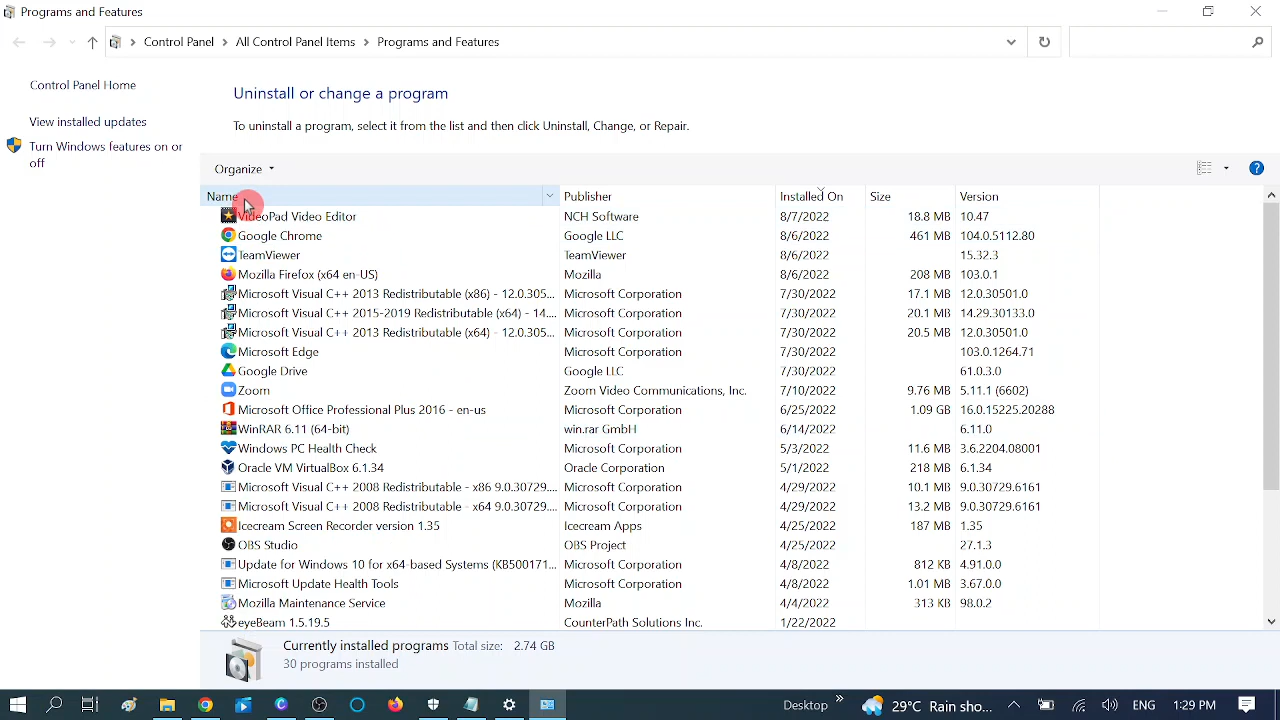 Programs and Features
Control Panel > All Control Panel Items > Programs and Features
Control Panel Home
View installed updates
Turn Windows features on or
off
Uninstall or change a program
To uninstall a program, select it from the list and then click Uninstall, Change, or Repair.
Organize
Name Publisher Installed On Size Version
VideoPad Video Editor NCH Software 8/7/2022 18.8 MB 10.47
Google Chrome Google LLC 8/6/2022 461 MB 104.0.5112.80
TeamViewer TeamViewer 8/6/2022 15.32.3
Mozilla Firefox (x64 en-US) Mozilla 8/6/2022 208 MB 103.0.1
Microsoft Visual C++ 2013 Redistributable (x86) - 12.0.305... Microsoft Corporation 7/30/2022 17.1 MB 12.0.30501.0
Microsoft Visual C++ 2015-2019 Redistributable (x64) - 14.... Microsoft Corporation 7/30/2022 20.1 MB 14.29.30133.0
Microsoft Visual C++ 2013 Redistributable (x64) - 12.0.305... Microsoft Corporation 7/30/2022 20.5 MB 12.0.30501.0
Microsoft Edge Microsoft Corporation 7/30/2022 103.0.1264.71
Google Drive Google LLC 7/30/2022 61.0.3.0
Zoom Zoom Video Communications, Inc. 7/10/2022 9.76 MB 5.11.1 (6602)
Microsoft Office Professional Plus 2016 - en-us Microsoft Corporation 6/25/2022 1.09 GB 16.0.15225.20288
WinRAR 6.11 (64-bit) win.rar GmbH 6/14/2022 6.11.0
Windows PC Health Check Microsoft Corporation 5/3/2022 11.6 MB 3.6.2204.08001
Oracle VM VirtualBox 6.1.34 Oracle Corporation 5/1/2022 218 MB 6.1.34
Microsoft Visual C++ 2008 Redistributable - x86 9.0.30729.... Microsoft Corporation 4/29/2022 10.1 MB 9.0.30729.6161
Microsoft Visual C++ 2008 Redistributable - x64 9.0.30729.... Microsoft Corporation 4/29/2022 13.2 MB 9.0.30729.6161
Icecream Screen Recorder version 1.35 Icecream Apps 4/25/2022 187 MB 1.35
OBS Studio OBS Project 4/25/2022 27.1.3
Update for Windows 10 for x64-based Systems (KB500171... Microsoft Corporation 4/8/2022 812 KB 4.91.0.0
Microsoft Update Health Tools Microsoft Corporation 4/8/2022 1.01 MB 3.67.0.0
Mozilla Maintenance Service Mozilla 4/4/2022 313 KB 98.0.2
eyeBeam 1.5.19.5 CounterPath Solutions Inc. 1/22/2022
Currently installed programs Total size: 2.74 GB
30 programs installed
Desktop » 29°C Rain sho... ENG 1:29 PM